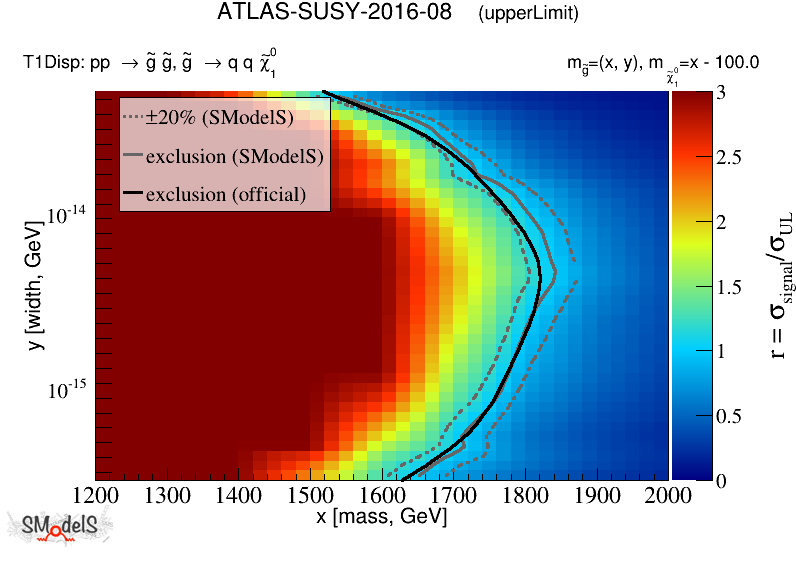 ATLAS-SUSY-2016-08 (upperLimit)
T1Disp: pp → g̃ g̃, g̃ → q q χ̃₁⁰
m_g̃=(x, y), m_χ̃₁⁰=x - 100.0
±20% (SModelS)
exclusion (SModelS)
exclusion (official)
y [width, GeV]
10⁻¹⁴
10⁻¹⁵
1200 1300 1400 1500 1600 1700 1800 1900 2000
x [mass, GeV]
3
2.5
2
1.5
1
0.5
0
r = σ_signal/σ_UL
SModelS